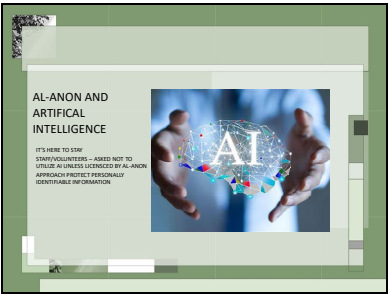 AL-ANON AND
ARTIFICAL
INTELLIGENCE
IT'S HERE TO STAY
STAFF/VOLUNTEERS – ASKED NOT TO
UTILIZE AI UNLESS LICENSCED BY AL-ANON
APPROACH PROTECT PERSONALLY
IDENTIFIABLE INFORMATION
AI